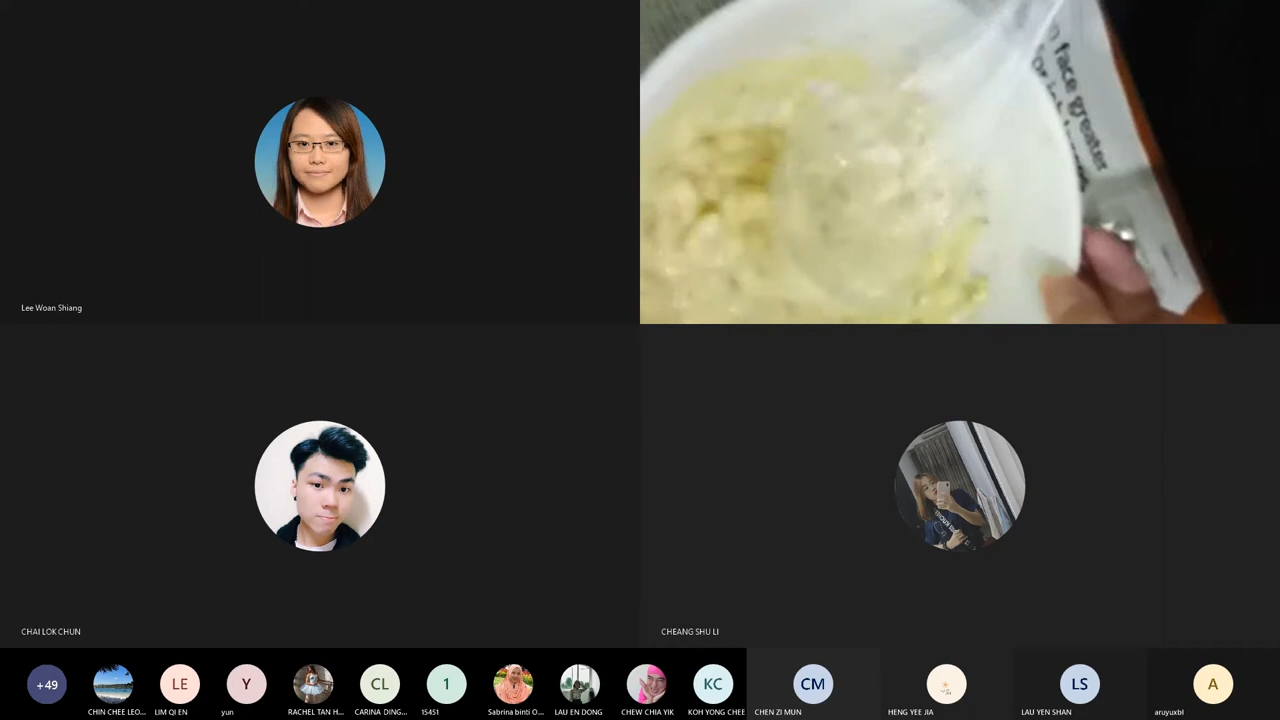 face greater
Lee Woan Shiang
CHAI LOK CHUN
CHEANG SHU LI
+49
LE
Y
CL
1
KC
CM
LS
A
CHIN CHEE LEO...
LIM QI EN
yun
RACHEL TAN H...
CARINA DING...
15451
Sabrina binti O...
LAU EN DONG
CHEW CHIA YIK
KOH YONG CHEE
CHEN ZI MUN
HENG YEE JIA
LAU YEN SHAN
aruyuxbl